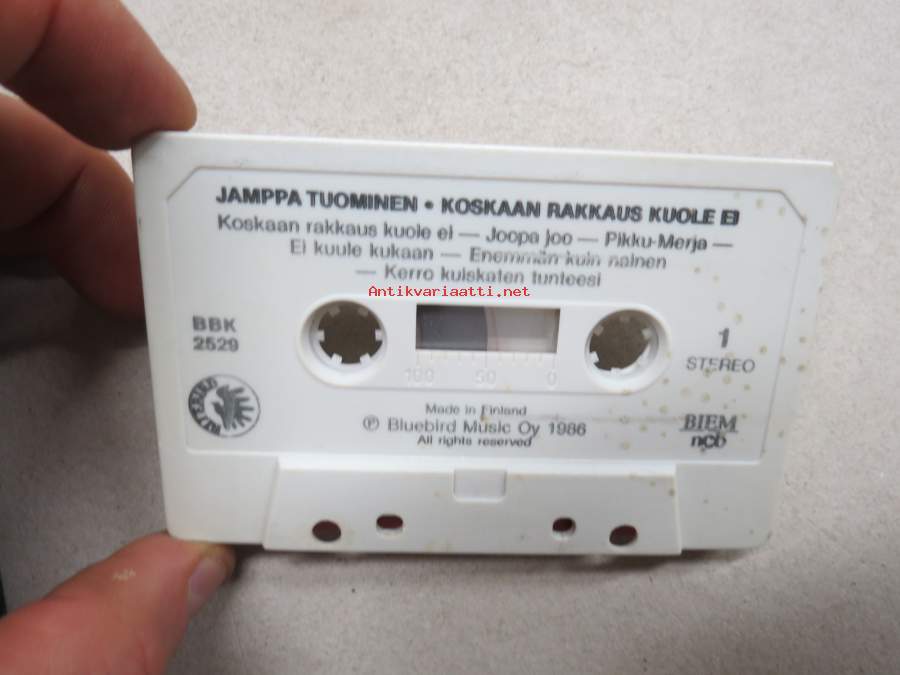 JAMPPA TUOMINEN • KOSKAAN RAKKAUS KUOLE EI
Koskaan rakkaus kuole ei — Joopa joo — Pikku-Merja —
Ei kuule kukaan — Enemmän kuin nainen
— Kerro kuiskaten tunteesi
Antikvariaatti.net
BBK
2529
1
STEREO
100 50 0
BLUEBIRD
Made in Finland
℗ Bluebird Music Oy 1986
All rights reserved
BIEM
ncb